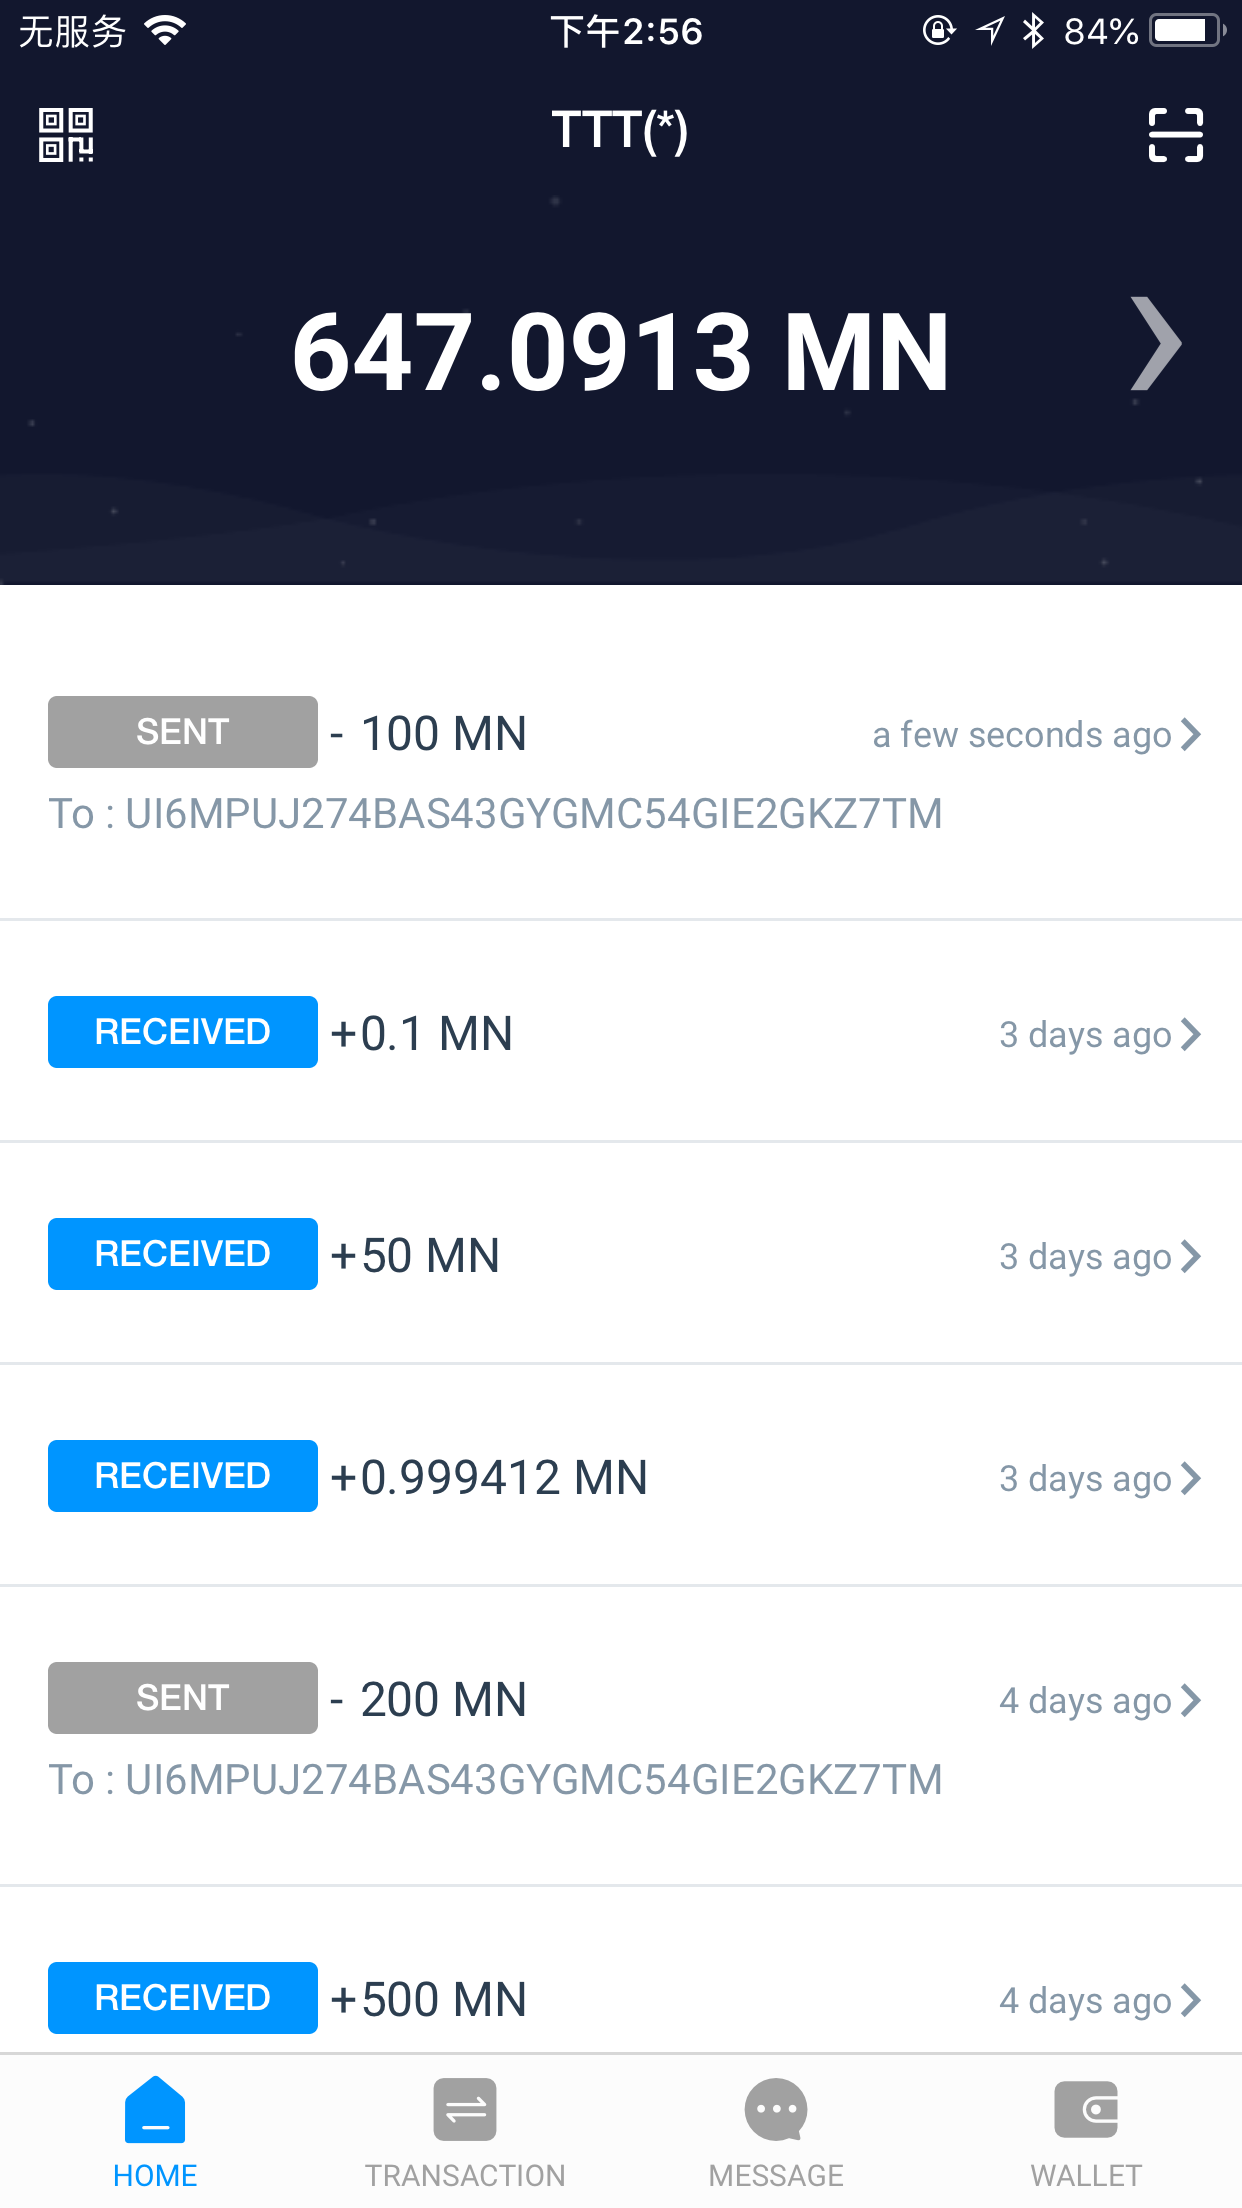 无服务 下午2:56 84%
TTT(*)
647.0913 MN
SENT - 100 MN a few seconds ago
To : UI6MPUJ274BAS43GYGMC54GIE2GKZ7TM
RECEIVED +0.1 MN 3 days ago
RECEIVED +50 MN 3 days ago
RECEIVED +0.999412 MN 3 days ago
SENT - 200 MN 4 days ago
To : UI6MPUJ274BAS43GYGMC54GIE2GKZ7TM
RECEIVED +500 MN 4 days ago
HOME TRANSACTION MESSAGE WALLET